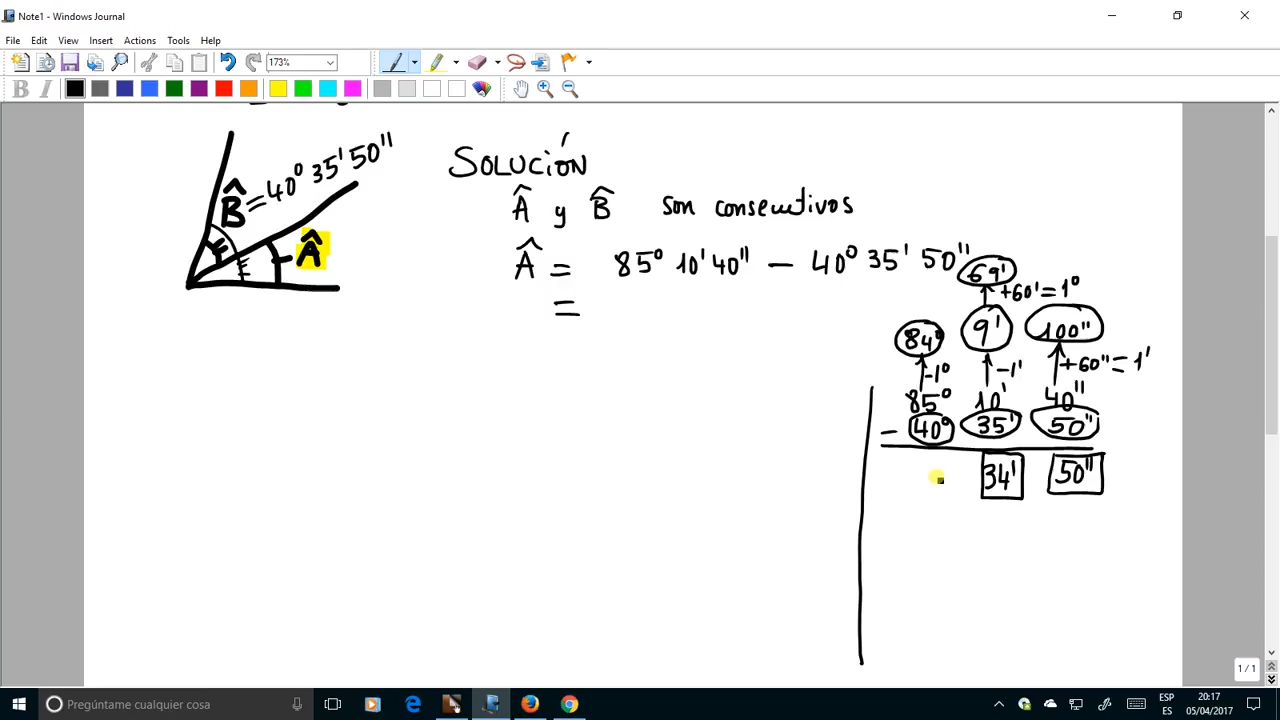 Note1 - Windows Journal
File Edit View Insert Actions Tools Help
173%
B I
B̂ = 40° 35' 50''
Â
SOLUCIÓN
Â y B̂ son consecutivos
Â = 85° 10' 40'' - 40° 35' 50''
=
69'
+60' = 1°
84° 9' 100''
-1° -1' +60'' = 1'
85° 10' 40''
- 40° 35' 50''
34' 50''
1 / 1
Pregúntame cualquier cosa
ESP 20:17
ES 05/04/2017